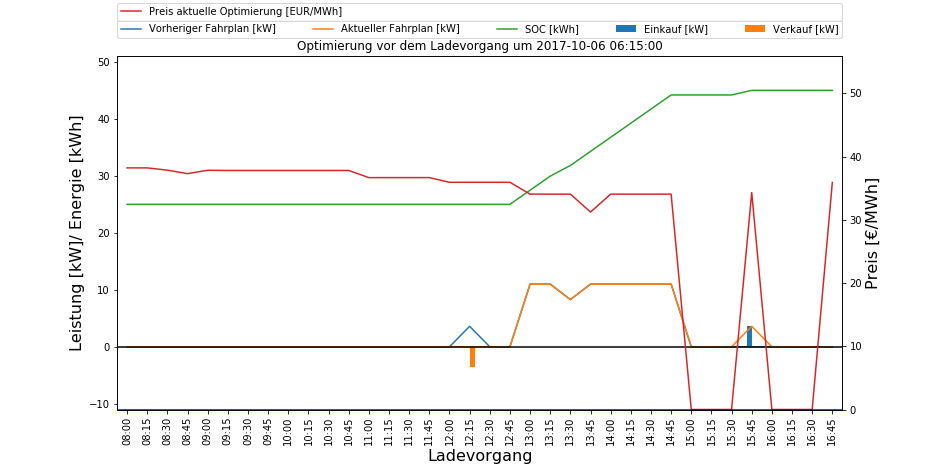 Preis aktuelle Optimierung [EUR/MWh]
Vorheriger Fahrplan [kW] Aktueller Fahrplan [kW] SOC [kWh] Einkauf [kW] Verkauf [kW]
Optimierung vor dem Ladevorgang um 2017-10-06 06:15:00
Leistung [kW]/ Energie [kWh]
50
40
30
20
10
0
−10
50
40
30
20
10
0
Preis [€/MWh]
08:00 08:15 08:30 08:45 09:00 09:15 09:30 09:45 10:00 10:15 10:30 10:45 11:00 11:15 11:30 11:45 12:00 12:15 12:30 12:45 13:00 13:15 13:30 13:45 14:00 14:15 14:30 14:45 15:00 15:15 15:30 15:45 16:00 16:15 16:30 16:45
Ladevorgang